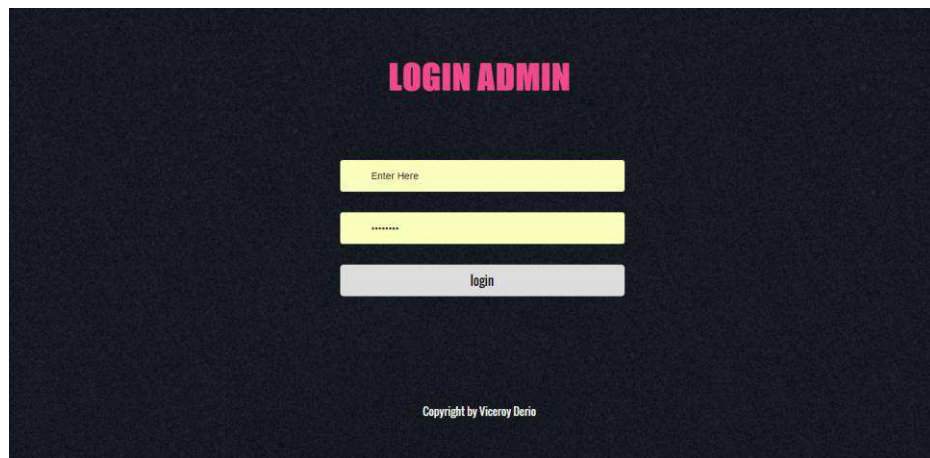 LOGIN ADMIN
Enter Here
••••••••
login
Copyright by Viceroy Derio